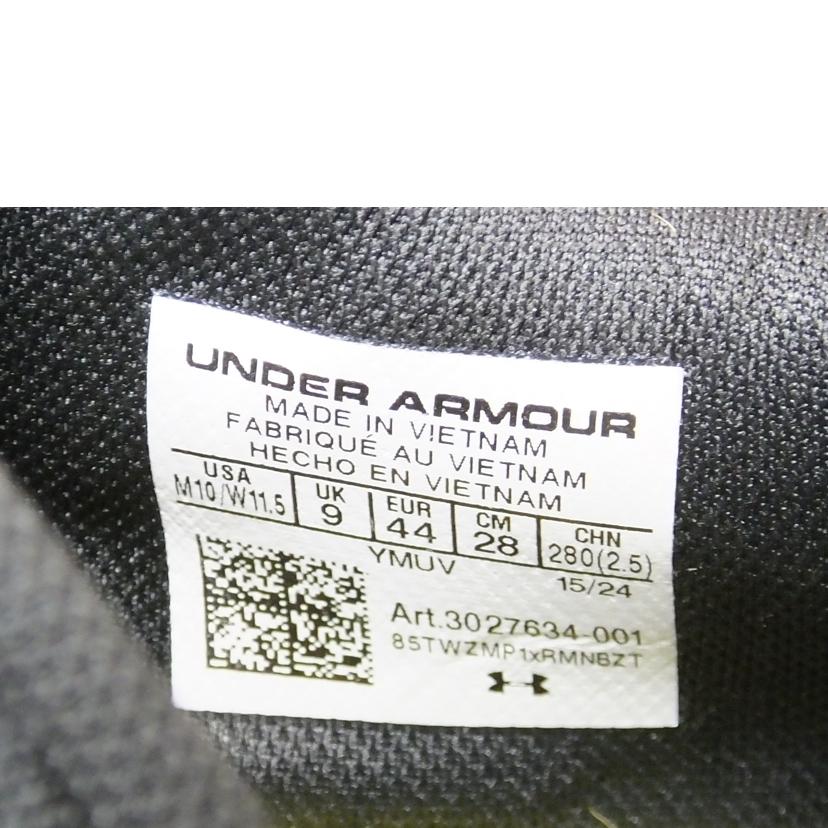 UNDER ARMOUR
MADE IN VIETNAM
FABRIQUÉ AU VIETNAM
HECHO EN VIETNAM
USA UK EUR CM CHN
M10/W11.5 9 44 28 280(2.5)
YMUV 15/24
Art.3027634-001
85TWZMP1xRMNBZT